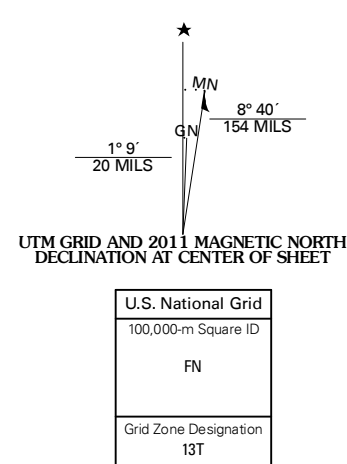 MN
GN
8° 40´
154 MILS
1° 9´
20 MILS
UTM GRID AND 2011 MAGNETIC NORTH
DECLINATION AT CENTER OF SHEET
U.S. National Grid
100,000-m Square ID
FN
Grid Zone Designation
13T